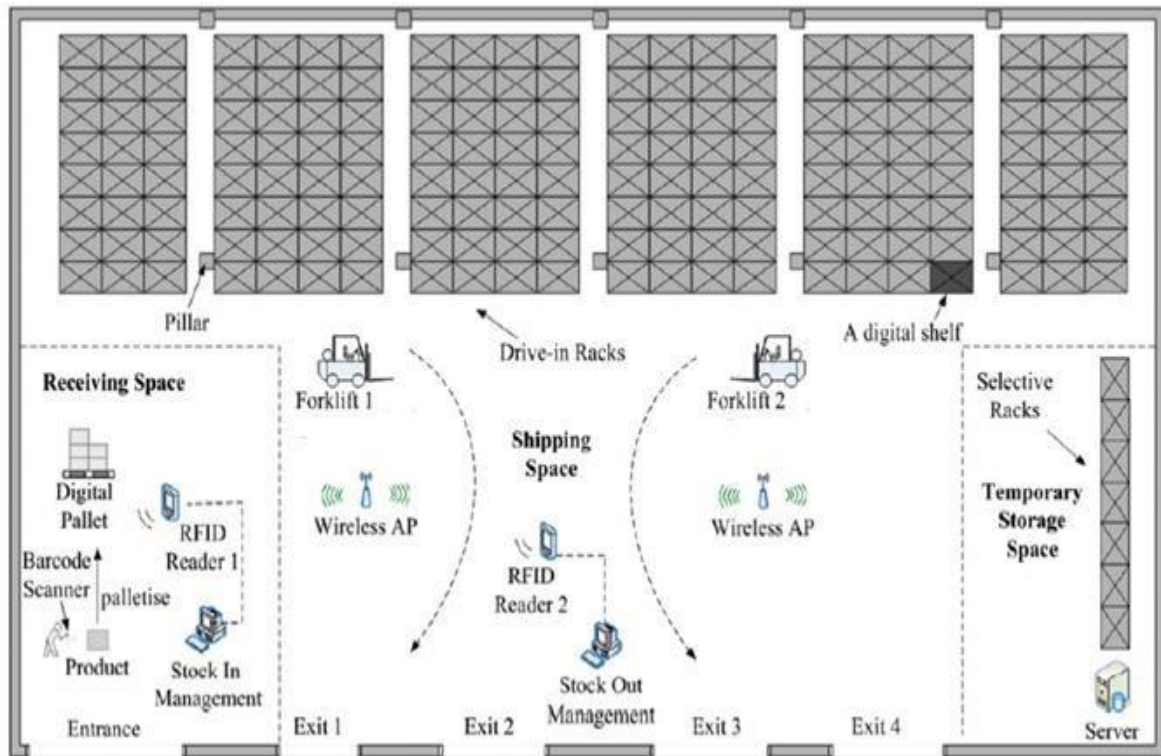 Pillar
Drive-in Racks
A digital shelf
Receiving Space
Forklift 1
Forklift 2
Selective
Racks
Shipping
Space
Digital
Pallet
Wireless AP
Wireless AP
Temporary
Storage
Space
RFID
Reader 1
Barcode
Scanner
palletise
RFID
Reader 2
Product
Stock In
Management
Stock Out
Management
Server
Entrance
Exit 1
Exit 2
Exit 3
Exit 4